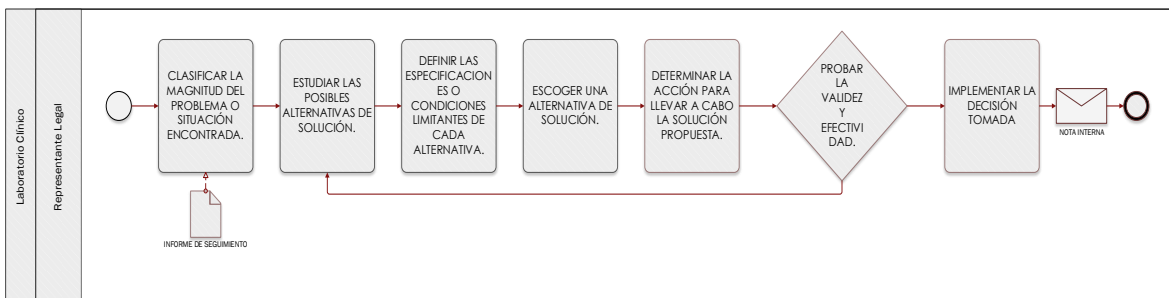 Laboratorio Clínico
Representante Legal
CLASIFICAR LA
MAGNITUD DEL
PROBLEMA O
SITUACIÓN
ENCONTRADA.
ESTUDIAR LAS
POSIBLES
ALTERNATIVAS DE
SOLUCIÓN.
DEFINIR LAS
ESPECIFICACION
ES O
CONDICIONES
LIMITANTES DE
CADA
ALTERNATIVA.
ESCOGER UNA
ALTERNATIVA DE
SOLUCIÓN.
DETERMINAR LA
ACCIÓN PARA
LLEVAR A CABO
LA SOLUCIÓN
PROPUESTA.
PROBAR
LA
VALIDEZ
Y
EFECTIVI
DAD.
IMPLEMENTAR LA
DECISIÓN
TOMADA
NOTA INTERNA
INFORME DE SEGUIMIENTO